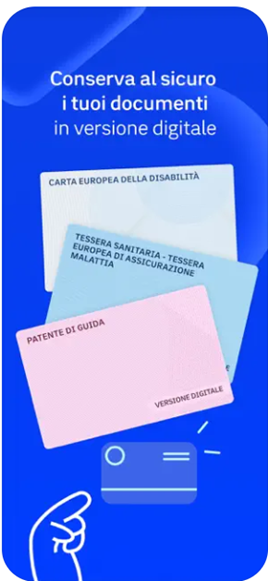 Conserva al sicuro
i tuoi documenti
in versione digitale
CARTA EUROPEA DELLA DISABILITÀ
TESSERA SANITARIA - TESSERA
EUROPEA DI ASSICURAZIONE
MALATTIA
PATENTE DI GUIDA
VERSIONE DIGITALE